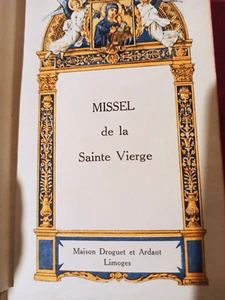 MISSEL
de la
Sainte Vierge
Maison Droguet et Ardant
Limoges